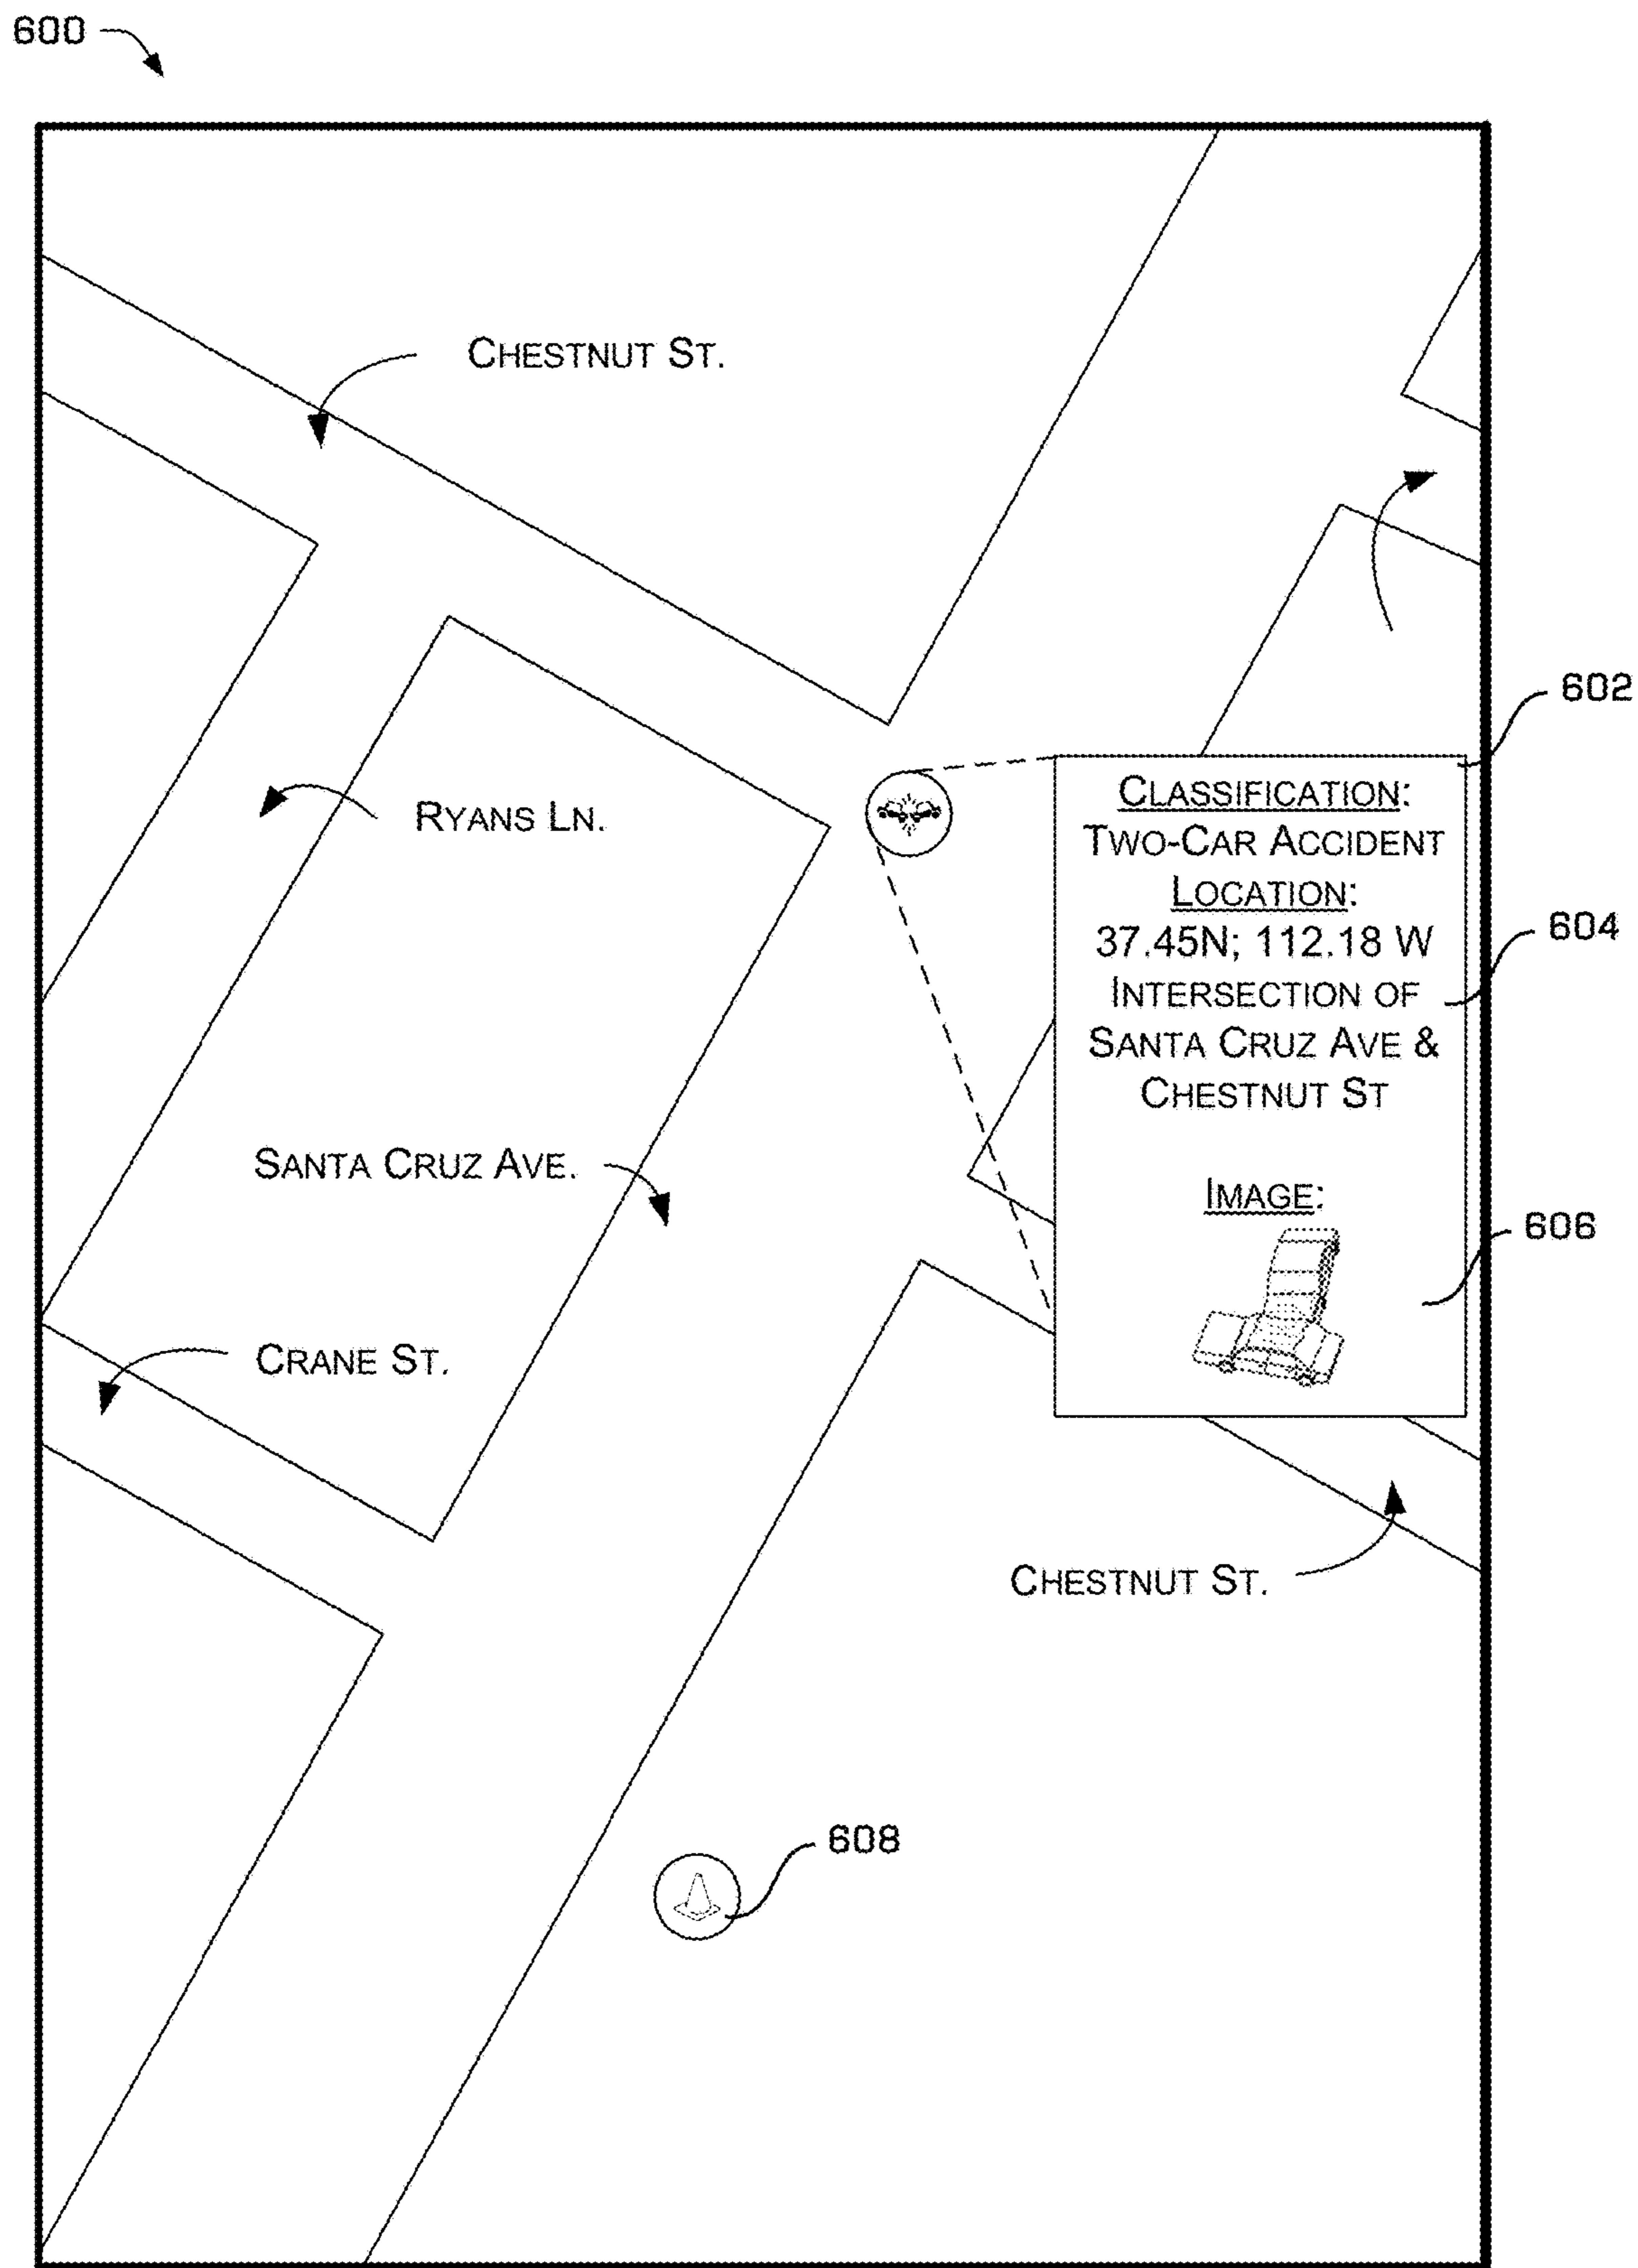 600
CHESTNUT ST.
602
RYANS LN.
CLASSIFICATION:
TWO-CAR ACCIDENT
LOCATION:
37.45N; 112.18 W
INTERSECTION OF
SANTA CRUZ AVE &
CHESTNUT ST
604
SANTA CRUZ AVE.
IMAGE:
606
CRANE ST.
CHESTNUT ST.
608